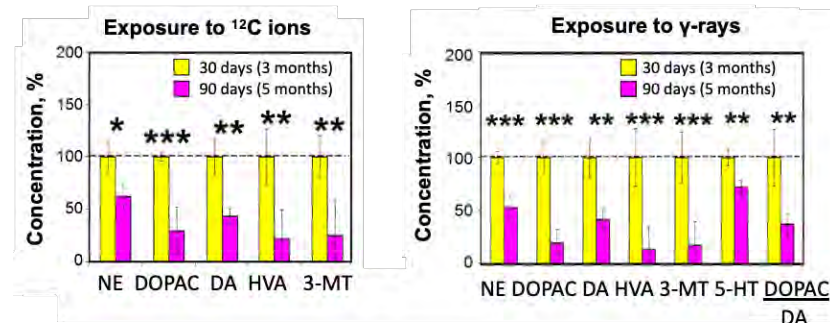 Exposure to ¹²C ions
Concentration, %
200
150
100
50
0
30 days (3 months)
90 days (5 months)
* *** ** ** **
NE DOPAC DA HVA 3-MT
Exposure to γ-rays
Concentration, %
200
150
100
50
0
30 days (3 months)
90 days (5 months)
*** *** ** *** *** ** **
NE DOPAC DA HVA 3-MT 5-HT DOPAC
DA